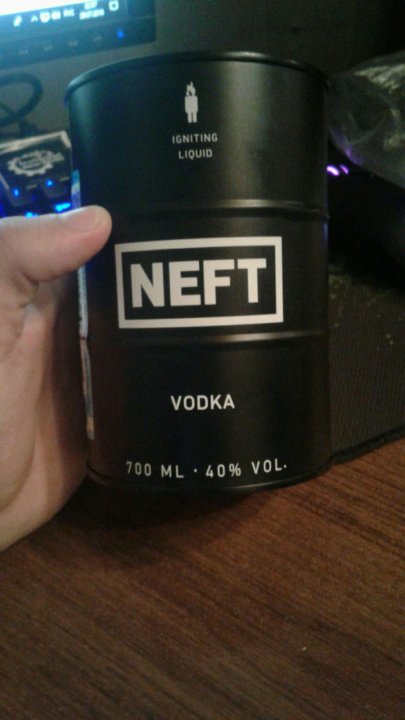 IGNITING
LIQUID
NEFT
VODKA
700 ML · 40% VOL.